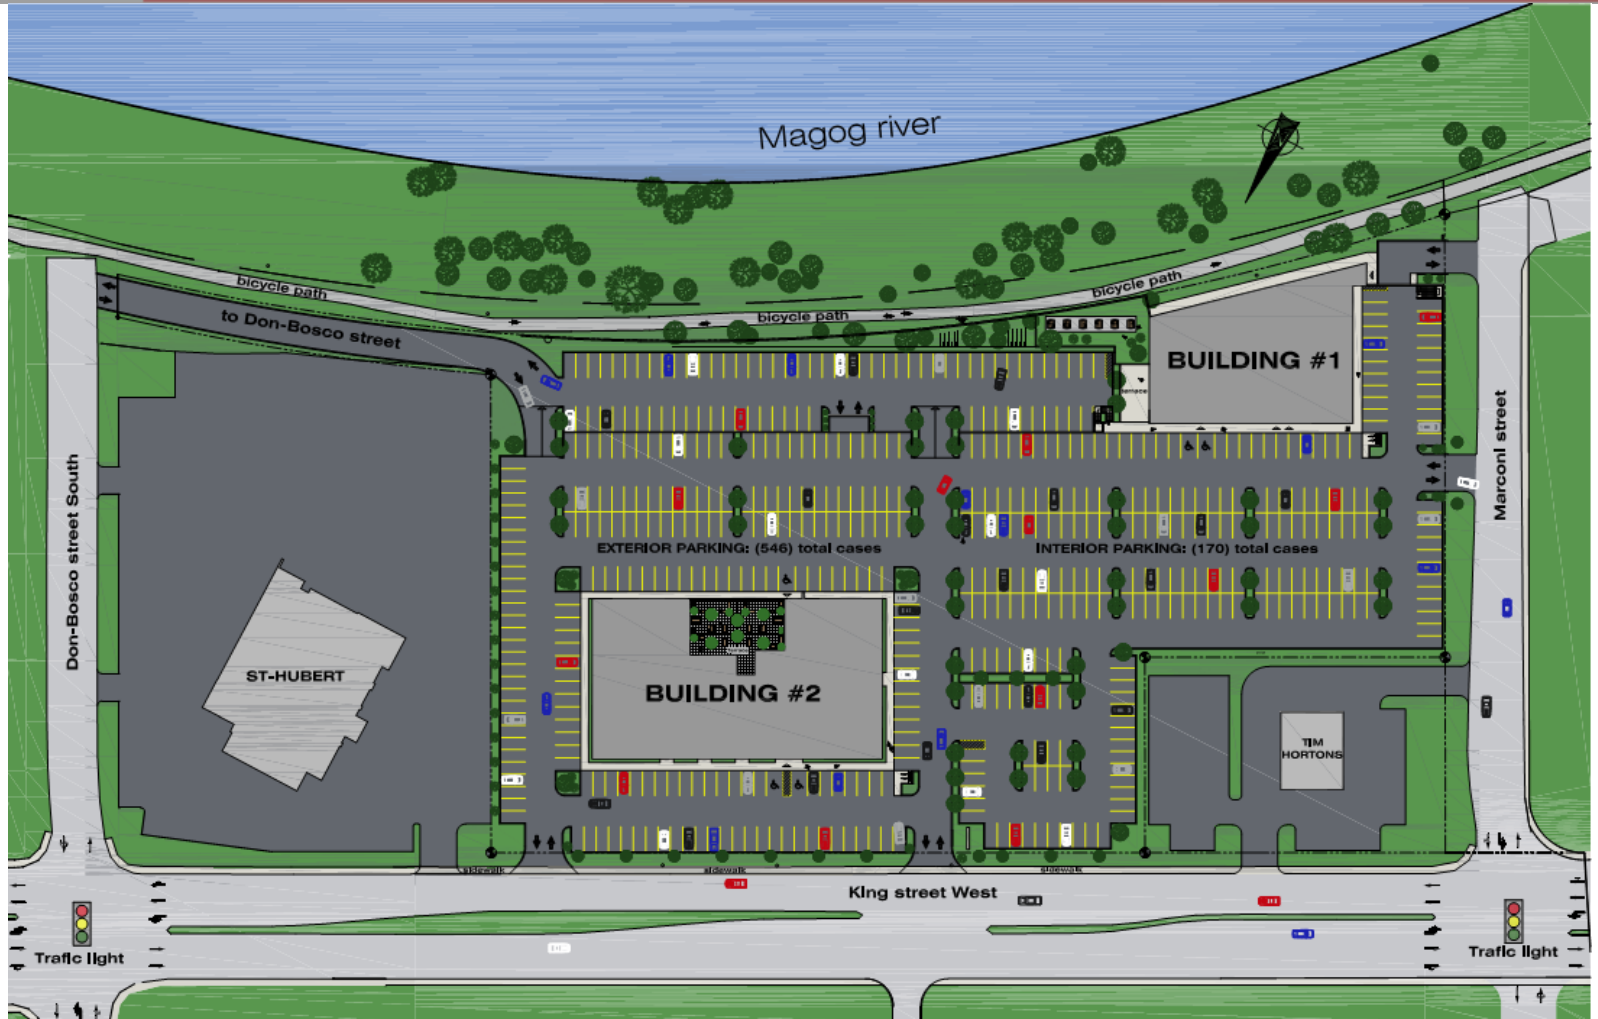 Magog river
bicycle path
bicycle path
bicycle path
to Don-Bosco street
BUILDING #1
terrace
Marconi street
Don-Bosco street South
EXTERIOR PARKING: (546) total cases
INTERIOR PARKING: (170) total cases
ST-HUBERT
BUILDING #2
TIM
HORTONS
sidewalk
sidewalk
sidewalk
King street West
Trafic light
Trafic light